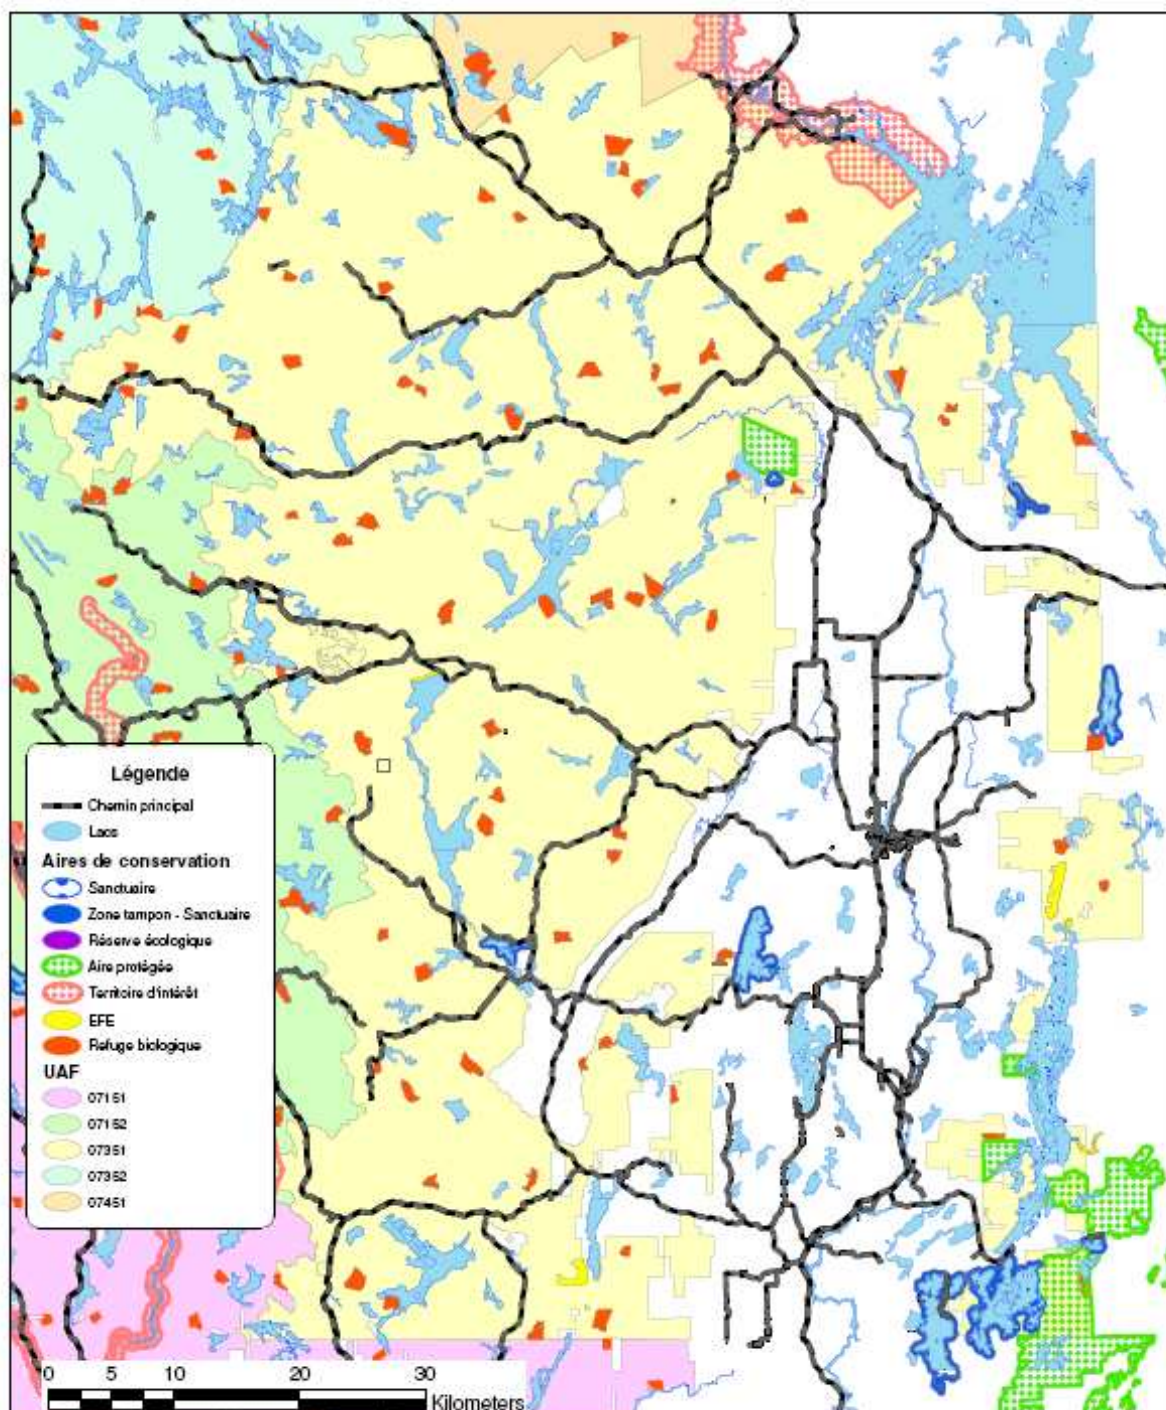 Légende
Chemin principal
Lacs
Aires de conservation
Sanctuaire
Zone tampon - Sanctuaire
Réserve écologique
Aire protégée
Territoire d'intérêt
EFE
Refuge biologique
UAF
07151
07152
07351
07352
07451
0 5 10 20 30
Kilometers